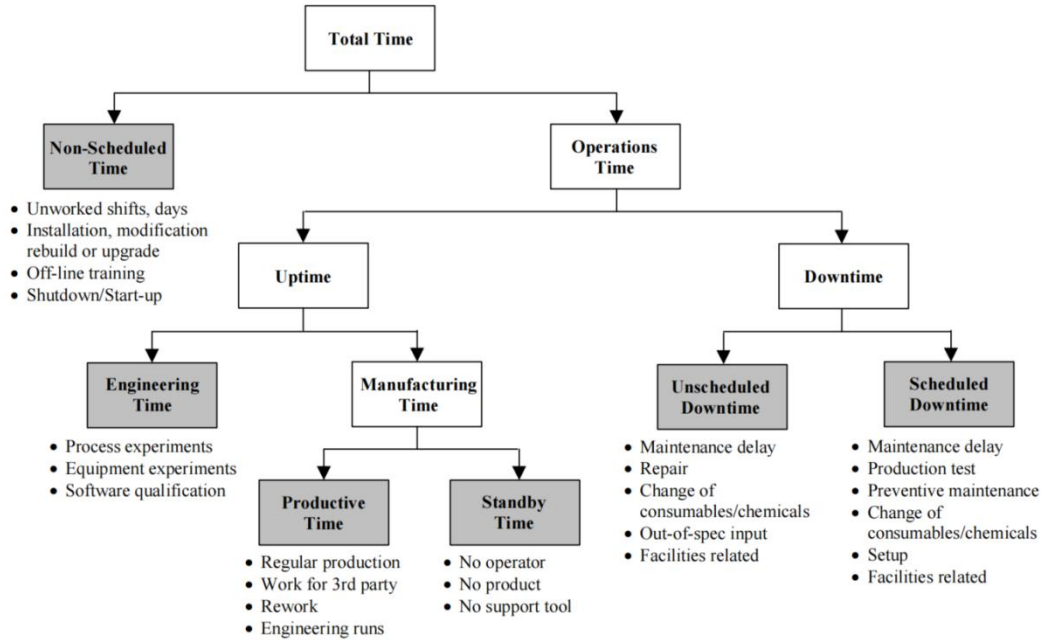 Total Time
Non-Scheduled
Time
Operations
Time
• Unworked shifts, days
• Installation, modification
rebuild or upgrade
• Off-line training
• Shutdown/Start-up
Uptime
Downtime
Engineering
Time
Manufacturing
Time
Unscheduled
Downtime
Scheduled
Downtime
• Process experiments
• Equipment experiments
• Software qualification
• Maintenance delay
• Repair
• Change of
consumables/chemicals
• Out-of-spec input
• Facilities related
• Maintenance delay
• Production test
• Preventive maintenance
• Change of
consumables/chemicals
• Setup
• Facilities related
Productive
Time
Standby
Time
• Regular production
• Work for 3rd party
• Rework
• Engineering runs
• No operator
• No product
• No support tool